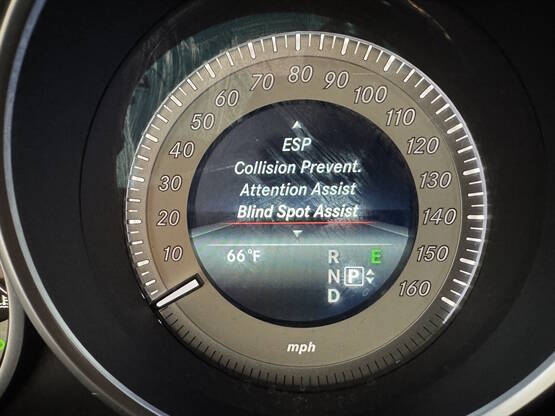 10
20
30
40
50
60
70
80
90
100
110
120
130
140
150
160
ESP
Collision Prevent.
Attention Assist
Blind Spot Assist
66°F
R E
N P
D
mph